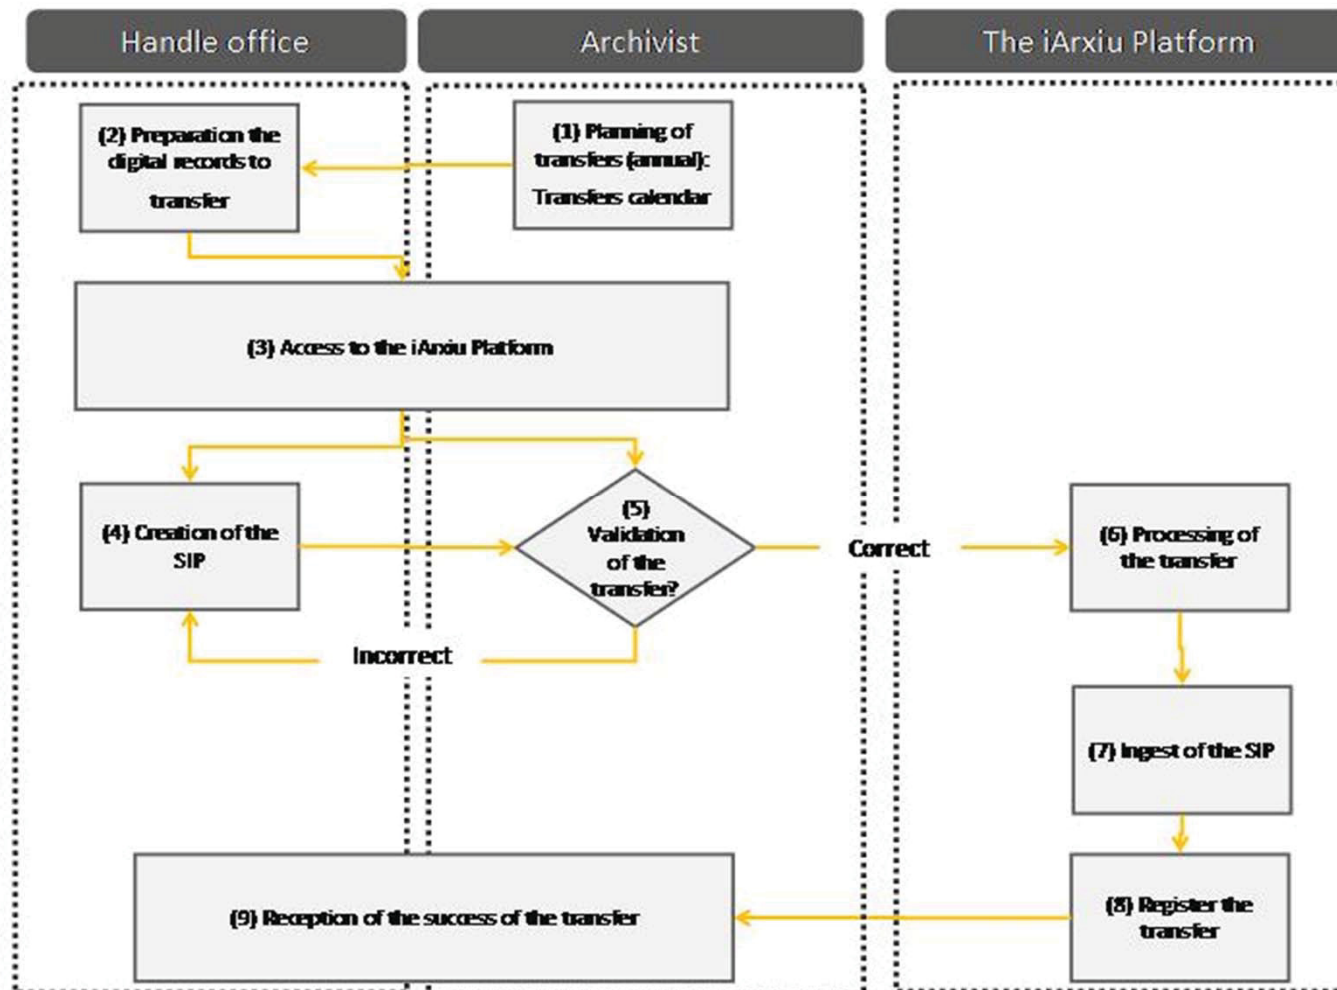 Handle office
Archivist
The iArxiu Platform
(2) Preparation the
digital records to
transfer
(1) Planning of
transfers (annual):
Transfers calendar
(3) Access to the iArxiu Platform
(4) Creation of the
SIP
(5)
Validation
of the
transfer?
Correct
(6) Processing of
the transfer
Incorrect
(7) Ingest of the SIP
(9) Reception of the success of the transfer
(8) Register the
transfer